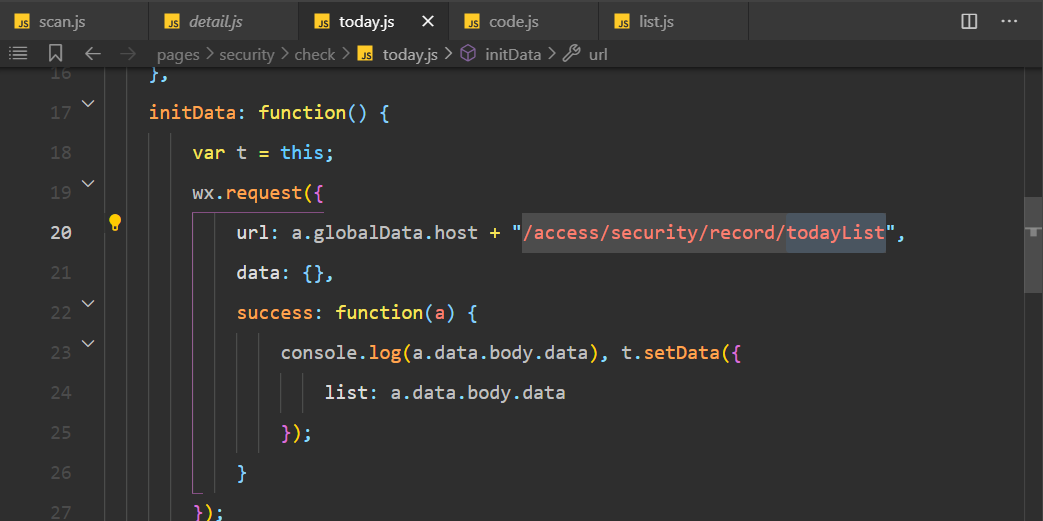 JS scan.js JS detail.js JS today.js JS code.js JS list.js
pages > security > check > JS today.js > initData > url
16 },
17 initData: function() {
18 var t = this;
19 wx.request({
20 url: a.globalData.host + "/access/security/record/todayList",
21 data: {},
22 success: function(a) {
23 console.log(a.data.body.data), t.setData({
24 list: a.data.body.data
25 });
26 }
27 });